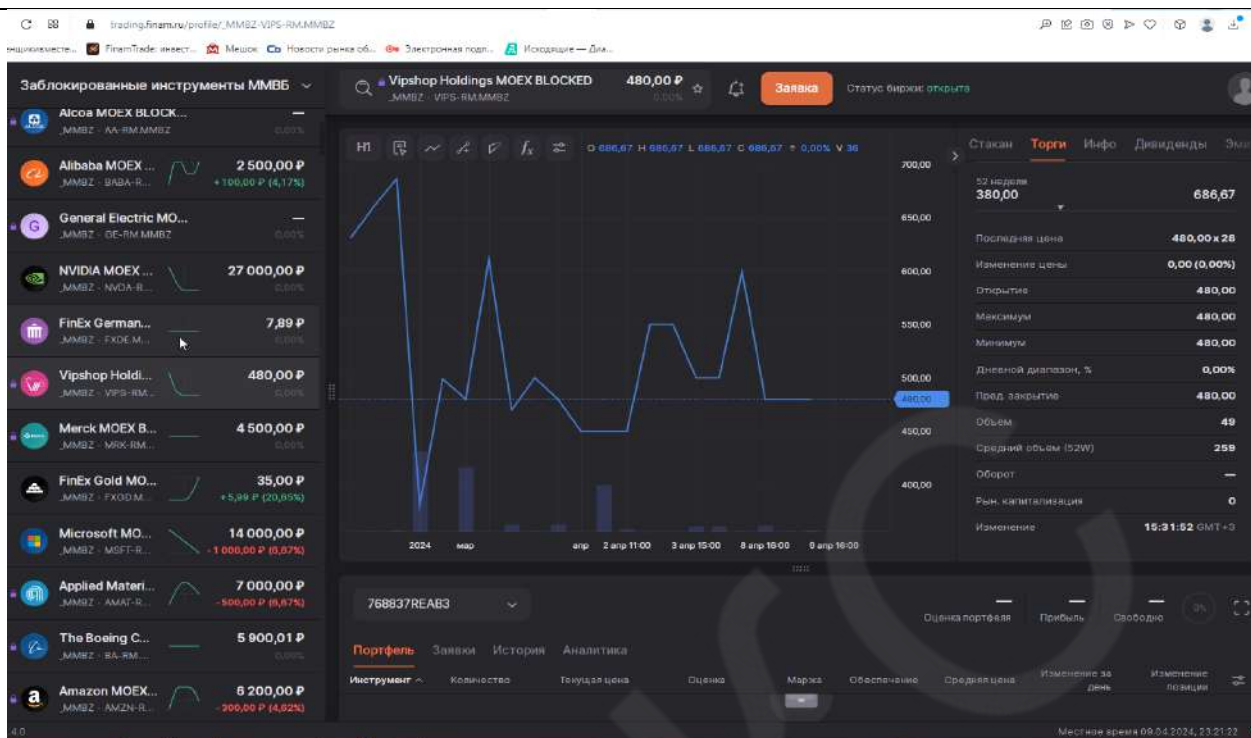 trading.finam.ru/profile/_MMBZ-VIPS-RM.MMBZ
FinamTrade: инвест... Мешок Новости рынка об... Электронная подп... Исходящие — Диа...
Заблокированные инструменты ММВБ
Vipshop Holdings MOEX BLOCKED 480,00 ₽
_MMBZ · VIPS-RM.MMBZ 0,00%
Заявка
Статус биржи: открыта
Alcoa MOEX BLOCK... —
_MMBZ · AA-RM.MMBZ 0,00%
Alibaba MOEX ... 2 500,00 ₽
_MMBZ · BABA-R... +100,00 ₽ (4,17%)
General Electric MO... —
_MMBZ · GE-RM.MMBZ 0,00%
NVIDIA MOEX ... 27 000,00 ₽
_MMBZ · NVDA-R... 0,00%
FinEx German... 7,89 ₽
_MMBZ · FXDE.M... 0,00%
Vipshop Holdi... 480,00 ₽
_MMBZ · VIPS-RM... 0,00%
Merck MOEX B... 4 500,00 ₽
_MMBZ · MRK-RM... 0,00%
FinEx Gold MO... 35,00 ₽
_MMBZ · FXGD.M... +5,99 ₽ (20,65%)
Microsoft MO... 14 000,00 ₽
_MMBZ · MSFT-R... -1 000,00 ₽ (6,67%)
Applied Materi... 7 000,00 ₽
_MMBZ · AMAT-R... -500,00 ₽ (6,67%)
The Boeing C... 5 900,01 ₽
_MMBZ · BA-RM.... 0,00%
Amazon MOEX... 6 200,00 ₽
_MMBZ · AMZN-R... -300,00 ₽ (4,62%)
4.0
H1 O 686,67 H 686,67 L 686,67 C 686,67 0,00% V 36
700,00
650,00
600,00
550,00
500,00
480,00
450,00
400,00
2024 мар апр 2 апр 11:00 3 апр 15:00 8 апр 16:00 9 апр 16:00
Стакан Торги Инфо Дивиденды
52 недели
380,00 686,67
Последняя цена 480,00 x 28
Изменение цены 0,00 (0,00%)
Открытие 480,00
Максимум 480,00
Минимум 480,00
Дневной диапазон, % 0,00%
Пред. закрытие 480,00
Объем 49
Средний объем (52W) 259
Оборот —
Рын. капитализация 0
Изменение 15:31:52 GMT+3
768837REAB3
Оценка портфеля Прибыль Свободно 0%
Портфель Заявки История Аналитика
Инструмент Количество Текущая цена Оценка Маржа Обеспечение Средняя цена Изменение за день Изменение позиции
Местное время 09.04.2024, 23:21:22